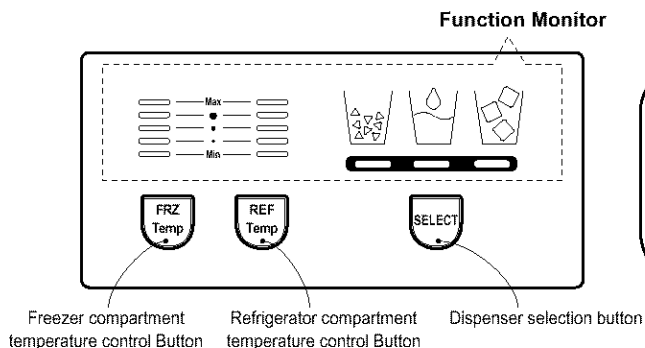 Function Monitor
Max
Min
FRZ
Temp
REF
Temp
SELECT
Freezer compartment
temperature control Button
Refrigerator compartment
temperature control Button
Dispenser selection button